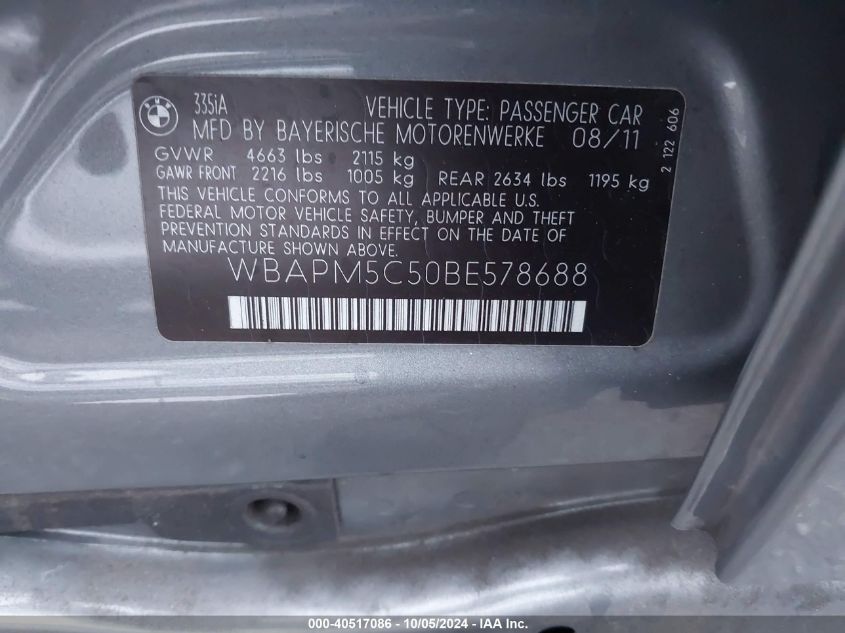 BMW
335iA
VEHICLE TYPE: PASSENGER CAR
MFD BY BAYERISCHE MOTORENWERKE 08/11
GVWR 4663 lbs 2115 kg
GAWR FRONT 2216 lbs 1005 kg REAR 2634 lbs 1195 kg
THIS VEHICLE CONFORMS TO ALL APPLICABLE U.S.
FEDERAL MOTOR VEHICLE SAFETY, BUMPER AND THEFT
PREVENTION STANDARDS IN EFFECT ON THE DATE OF
MANUFACTURE SHOWN ABOVE.
WBAPM5C50BE578688
2 122 606
000-40517086 - 10/05/2024 - IAA, Inc.